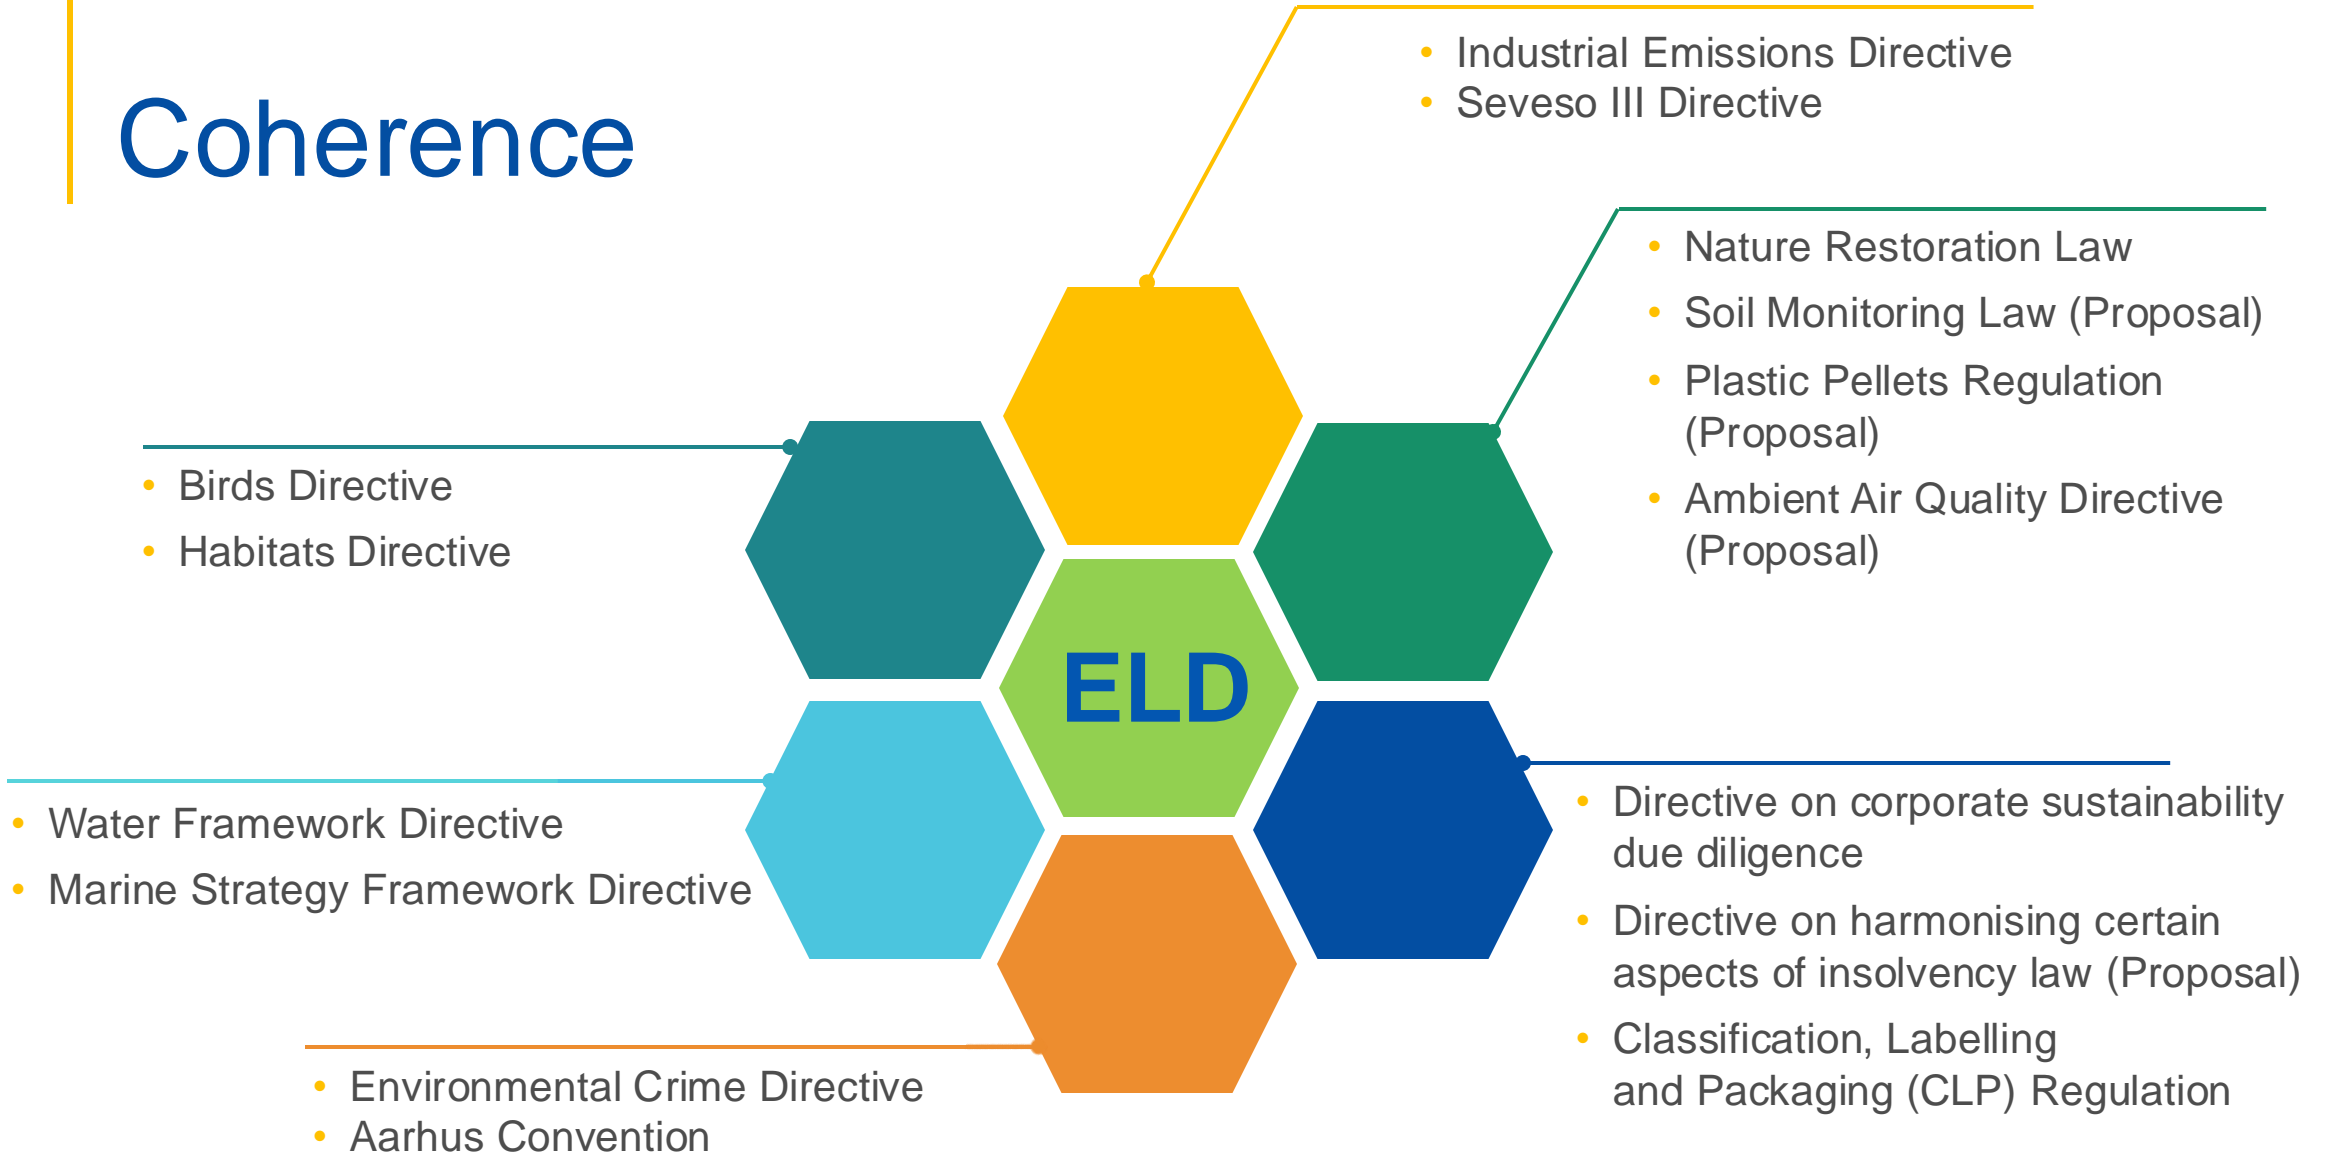 Coherence
• Industrial Emissions Directive
• Seveso III Directive
• Nature Restoration Law
• Soil Monitoring Law (Proposal)
• Plastic Pellets Regulation
(Proposal)
• Ambient Air Quality Directive
(Proposal)
• Birds Directive
• Habitats Directive
ELD
• Water Framework Directive
• Marine Strategy Framework Directive
• Directive on corporate sustainability
due diligence
• Directive on harmonising certain
aspects of insolvency law (Proposal)
• Classification, Labelling
and Packaging (CLP) Regulation
• Environmental Crime Directive
• Aarhus Convention